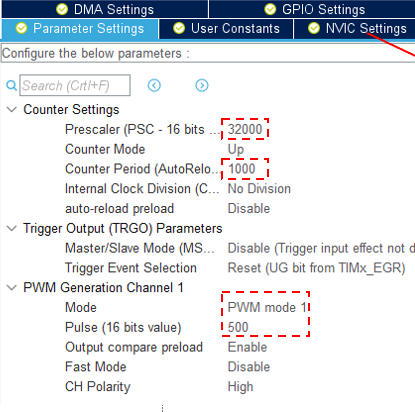 DMA Settings GPIO Settings
Parameter Settings User Constants NVIC Settings
Configure the below parameters :
Search (Crtl+F)
Counter Settings
Prescaler (PSC - 16 bits ... 32000
Counter Mode Up
Counter Period (AutoRelo... 1000
Internal Clock Division (C... No Division
auto-reload preload Disable
Trigger Output (TRGO) Parameters
Master/Slave Mode (MS... Disable (Trigger input effect not d
Trigger Event Selection Reset (UG bit from TIMx_EGR)
PWM Generation Channel 1
Mode PWM mode 1
Pulse (16 bits value) 500
Output compare preload Enable
Fast Mode Disable
CH Polarity High